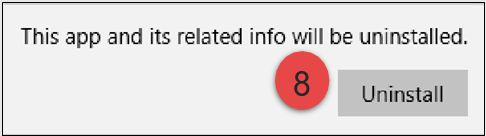 This app and its related info will be uninstalled.
8 Uninstall